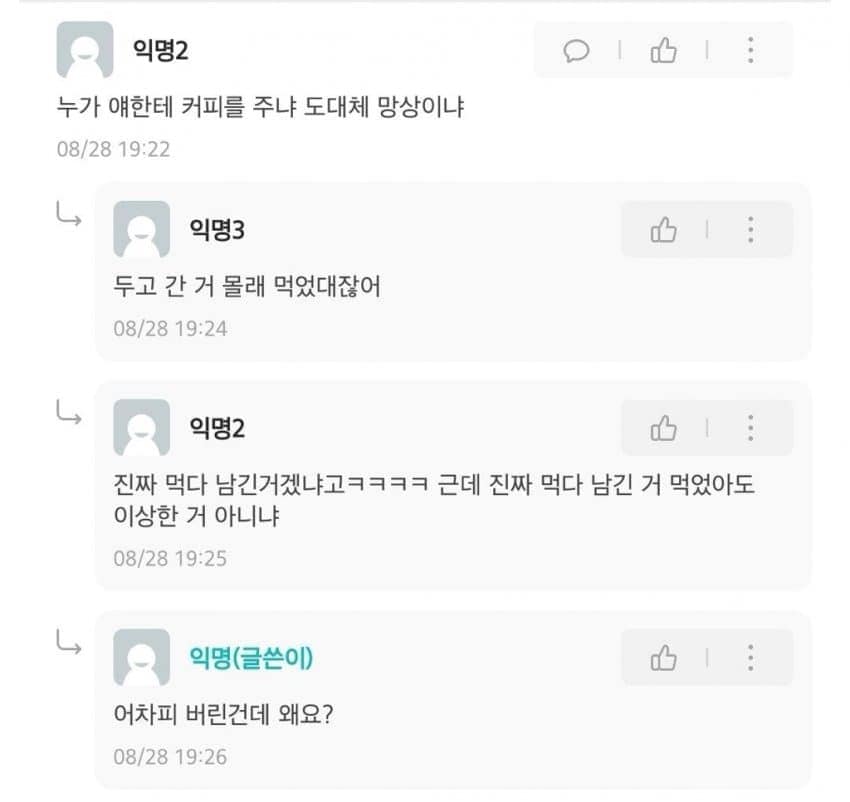 익명2
누가 얘한테 커피를 주냐 도대체 망상이냐
08/28 19:22
익명3
두고 간 거 몰래 먹었대잖어
08/28 19:24
익명2
진짜 먹다 남긴거겠냐고ㅋㅋㅋㅋ 근데 진짜 먹다 남긴 거 먹었아도
이상한 거 아니냐
08/28 19:25
익명(글쓴이)
어차피 버린건데 왜요?
08/28 19:26